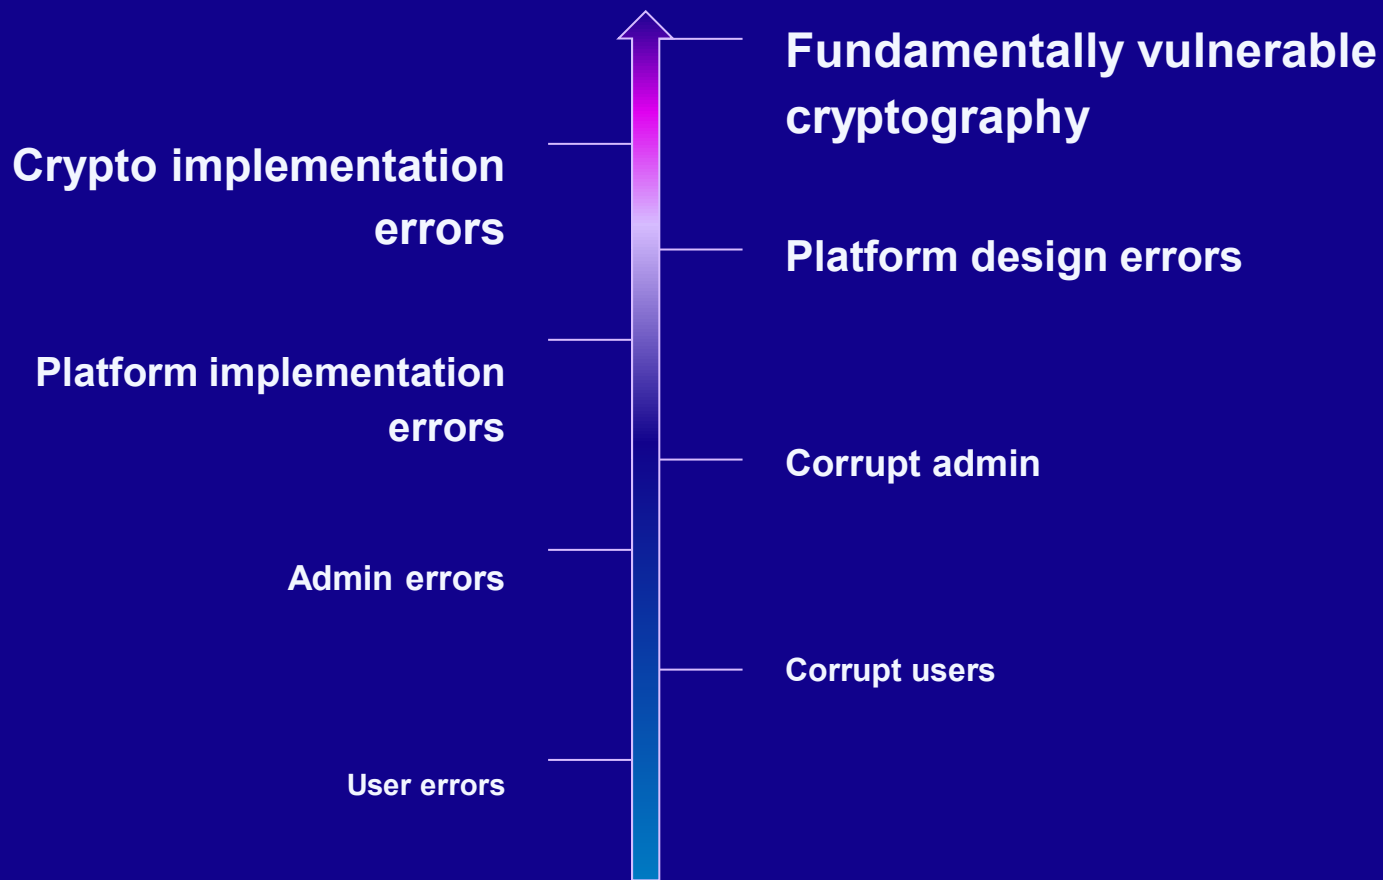 Fundamentally vulnerable
cryptography
Crypto implementation
errors
Platform design errors
Platform implementation
errors
Corrupt admin
Admin errors
Corrupt users
User errors